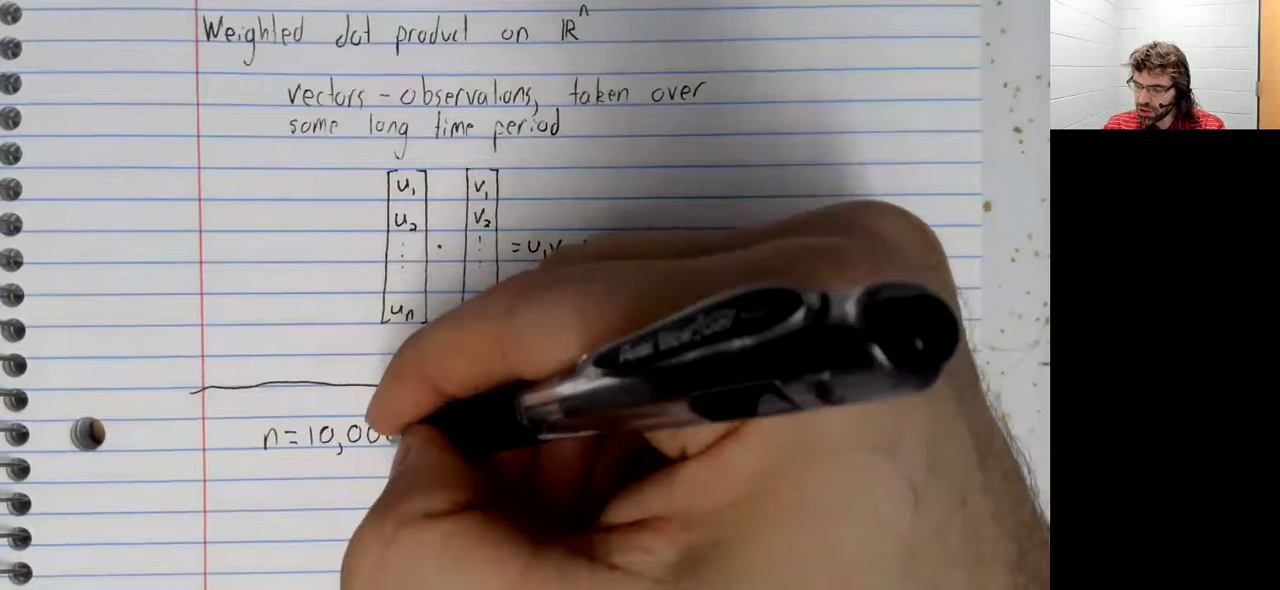 Weighted dot product on ℝⁿ
vectors - observations, taken over
some long time period
[u₁ u₂ ⋮ uₙ] · [v₁ v₂ ⋮ = u₁v
n=10,00